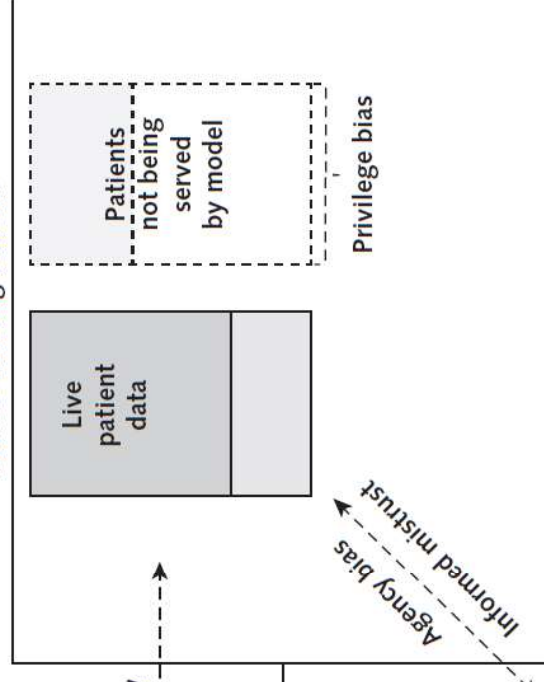 Live
patient
data
Patients
not being
served
by model
Privilege bias
Agency bias
Informed mistrust